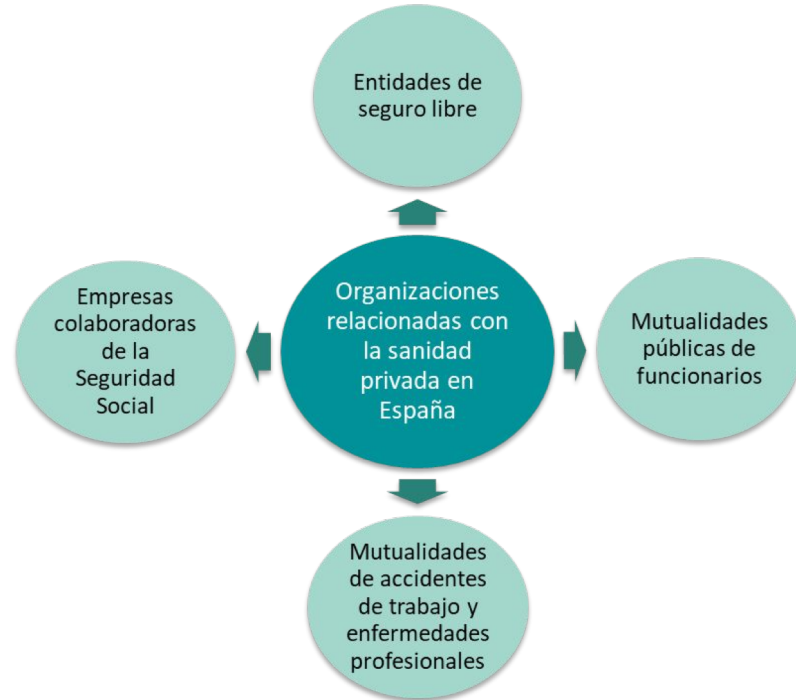 Entidades de
seguro libre
Empresas
colaboradoras
de la
Seguridad
Social
Organizaciones
relacionadas con
la sanidad
privada en
España
Mutualidades
públicas de
funcionarios
Mutualidades
de accidentes
de trabajo y
enfermedades
profesionales